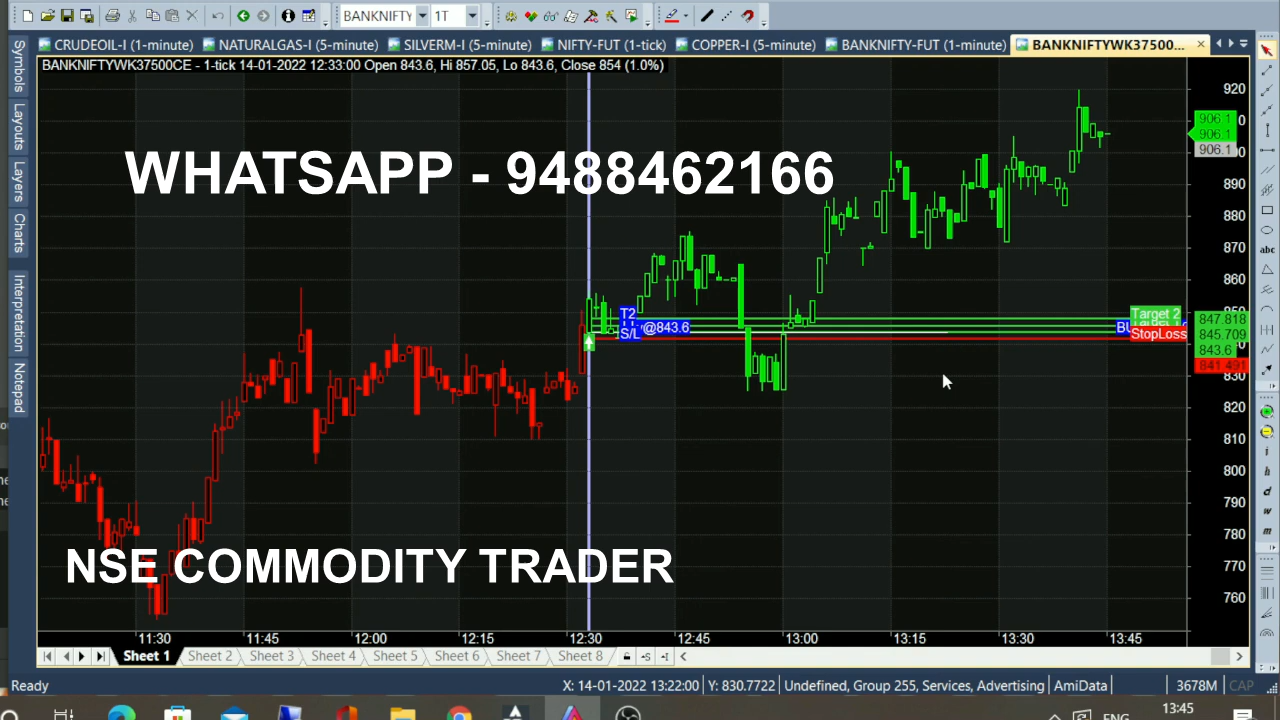 BANKNIFTY 1T
CRUDEOIL-I (1-minute) NATURALGAS-I (5-minute) SILVERM-I (5-minute) NIFTY-FUT (1-tick) COPPER-I (5-minute) BANKNIFTY-FUT (1-minute) BANKNIFTYWK37500...
BANKNIFTYWK37500CE - 1-tick 14-01-2022 12:33:00 Open 843.6, Hi 857.05, Lo 843.6, Close 854 (1.0%)
Symbols
Layouts
Layers
Charts
Interpretation
Notepad
WHATSAPP - 9488462166
920
906.1
906.1
906.1
890
880
870
860
T2
@843.6
S/L
Target 2
StopLoss
847.818
845.709
843.6
841.491
830
820
810
800
790
780
770
760
NSE COMMODITY TRADER
11:30 11:45 12:00 12:15 12:30 12:45 13:00 13:15 13:30 13:45
Sheet 1 Sheet 2 Sheet 3 Sheet 4 Sheet 5 Sheet 6 Sheet 7 Sheet 8
abc
i
h
d
w
m
Ready X: 14-01-2022 13:22:00 Y: 830.7722 Undefined, Group 255, Services, Advertising AmiData 3678M CAP
ENG 13:45